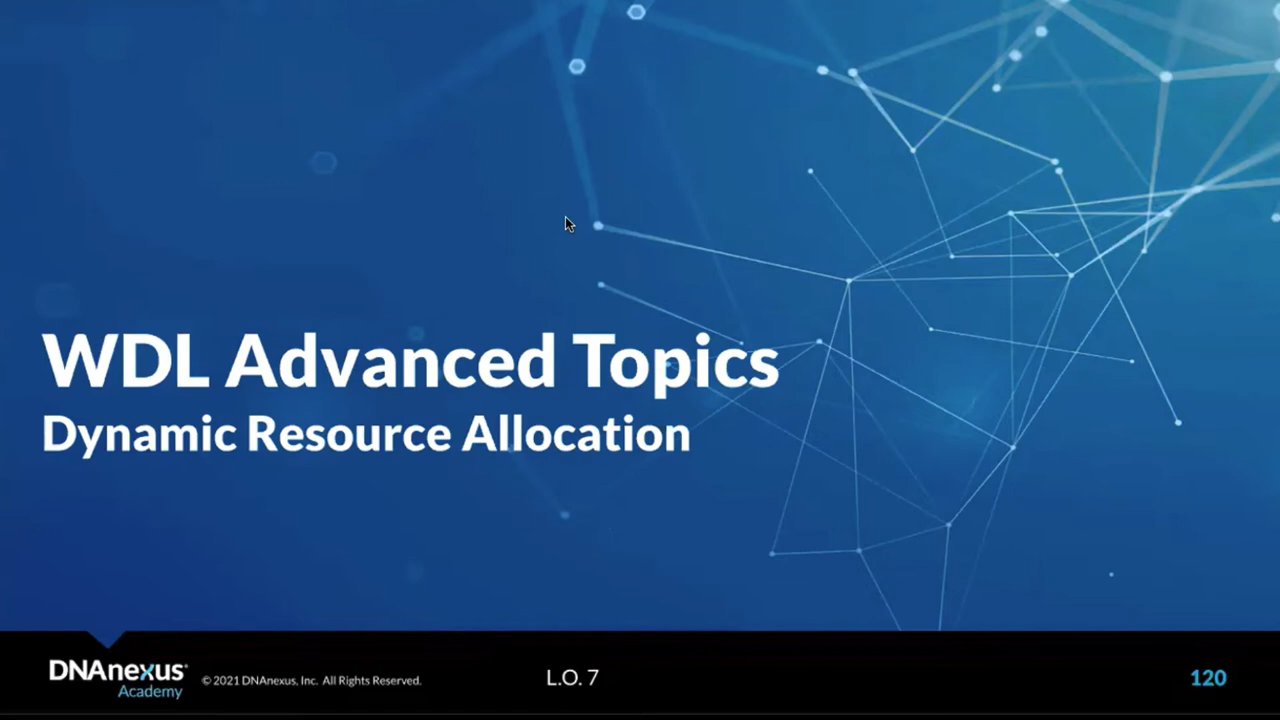 WDL Advanced Topics
Dynamic Resource Allocation
DNAnexus®
Academy
© 2021 DNAnexus, Inc. All Rights Reserved.
L.O. 7
120